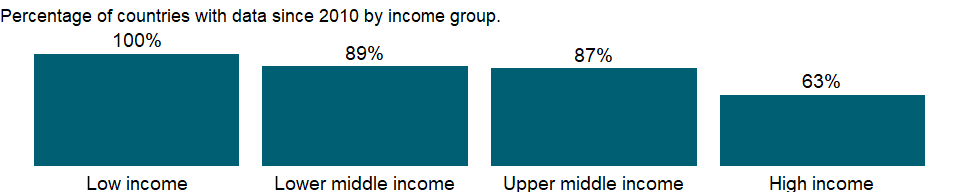 Percentage of countries with data since 2010 by income group.
100%
89%
87%
63%
Low income
Lower middle income
Upper middle income
High income